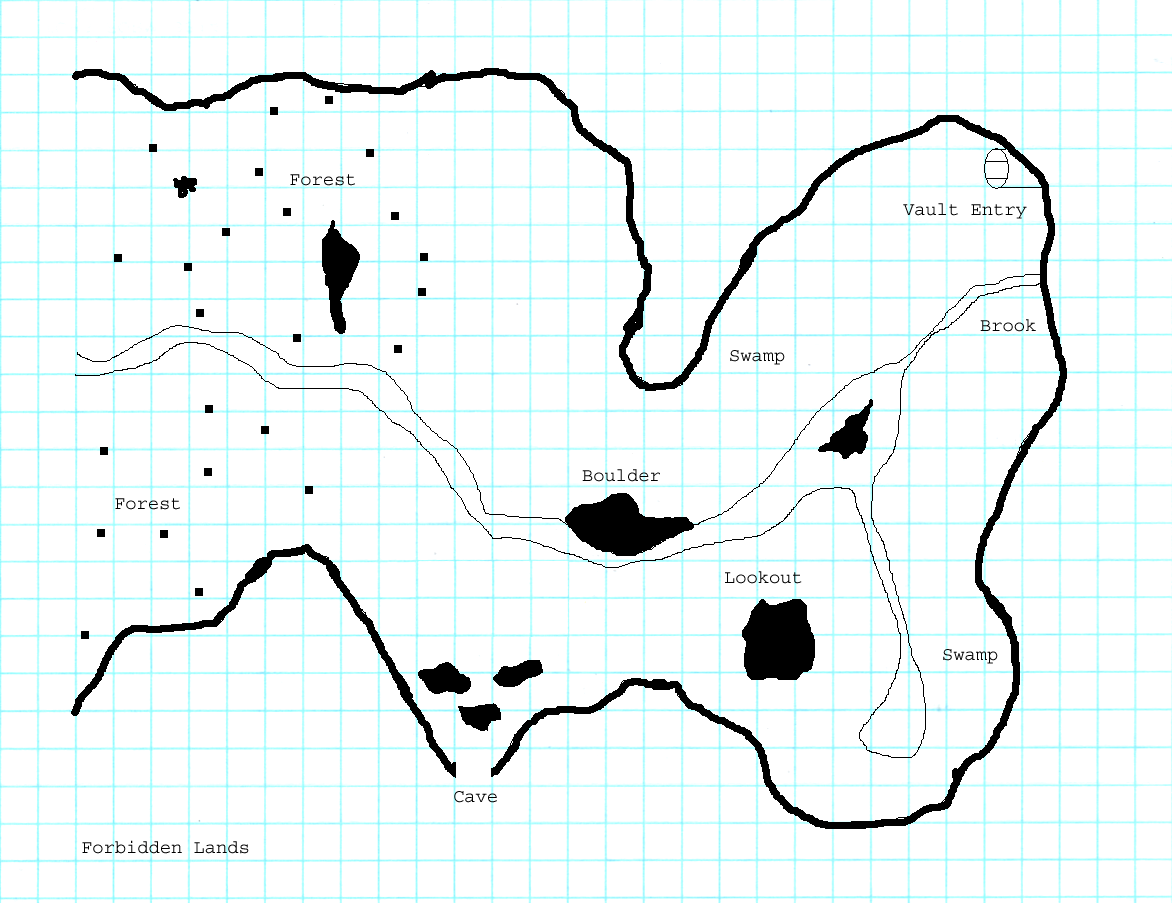 Forest
Vault Entry
Brook
Swamp
Boulder
Forest
Lookout
Swamp
Cave
Forbidden Lands